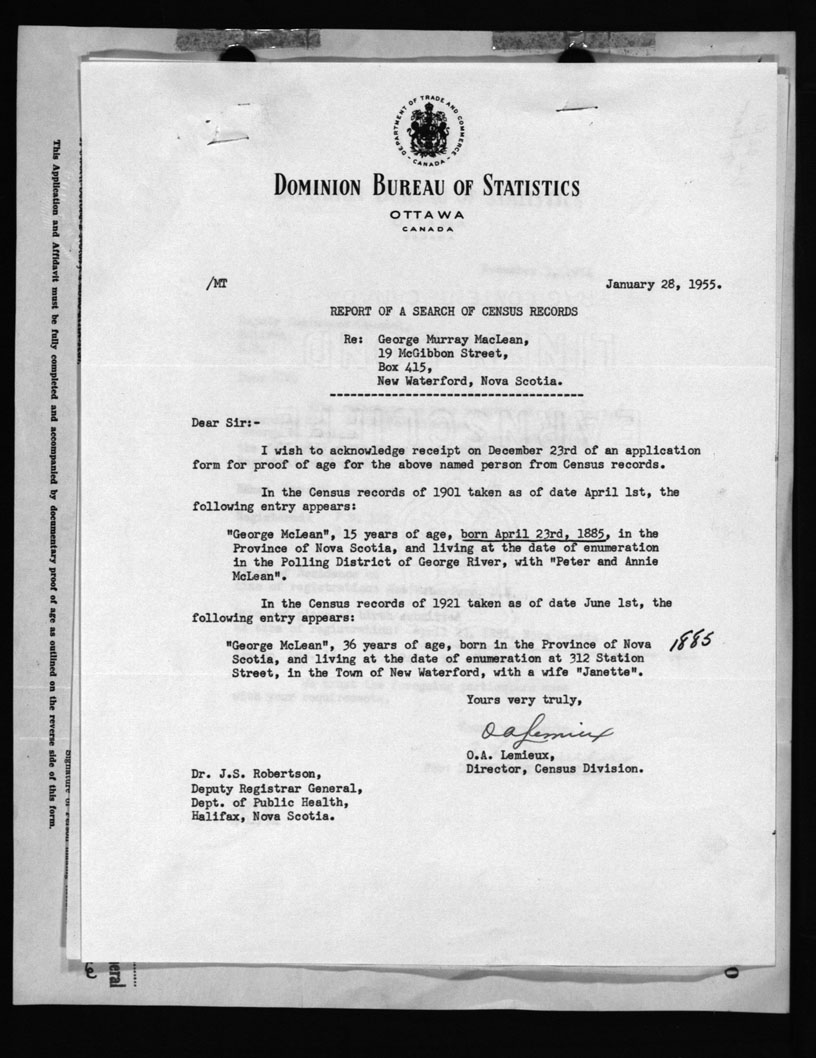 DEPARTMENT OF TRADE AND COMMERCE
- CANADA -
DOMINION BUREAU OF STATISTICS
OTTAWA
CANADA
/MT
January 28, 1955.
REPORT OF A SEARCH OF CENSUS RECORDS
Re: George Murray MacLean,
19 McGibbon Street,
Box 415,
New Waterford, Nova Scotia.
--------------------------------------
Dear Sir:-
I wish to acknowledge receipt on December 23rd of an application
form for proof of age for the above named person from Census records.
In the Census records of 1901 taken as of date April 1st, the
following entry appears:
"George McLean", 15 years of age, born April 23rd, 1885, in the
Province of Nova Scotia, and living at the date of enumeration
in the Polling District of George River, with "Peter and Annie
McLean".
In the Census records of 1921 taken as of date June 1st, the
following entry appears:
"George McLean", 36 years of age, born in the Province of Nova
Scotia, and living at the date of enumeration at 312 Station
Street, in the Town of New Waterford, with a wife "Janette".
1885
Yours very truly,
O A Lemieux
O.A. Lemieux,
Director, Census Division.
Dr. J.S. Robertson,
Deputy Registrar General,
Dept. of Public Health,
Halifax, Nova Scotia.
This Application and Affidavit must be fully completed and accompanied by documentary proof of age as outlined on the reverse side of this form.